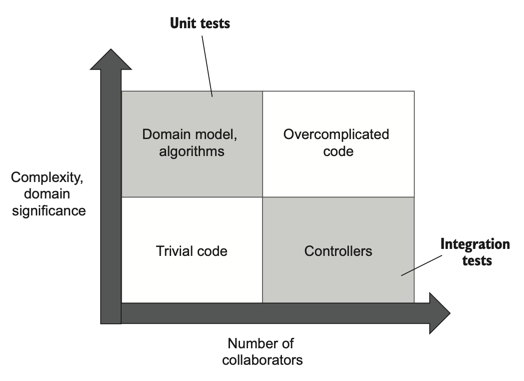 Unit tests
Domain model,
algorithms
Overcomplicated
code
Complexity,
domain
significance
Trivial code
Controllers
Integration
tests
Number of
collaborators